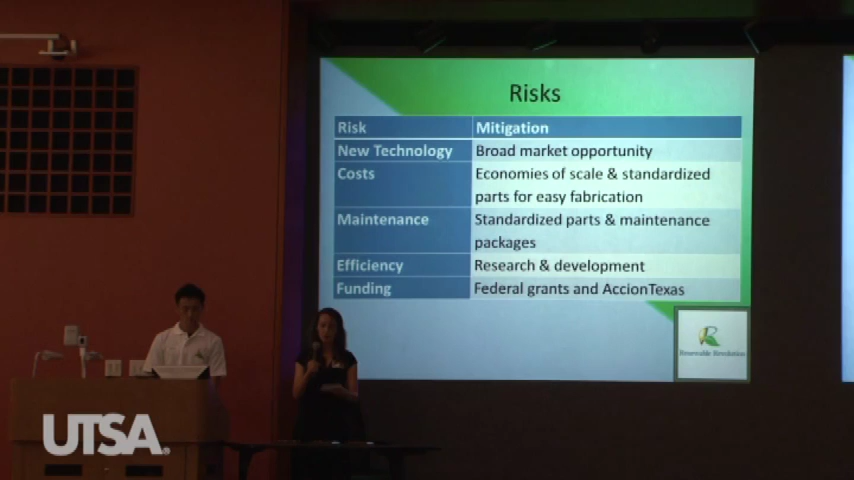 Risks
Risk Mitigation
New Technology Broad market opportunity
Costs Economies of scale & standardized
parts for easy fabrication
Maintenance Standardized parts & maintenance
packages
Efficiency Research & development
Funding Federal grants and AccionTexas
Renewable Revolution
UTSA®